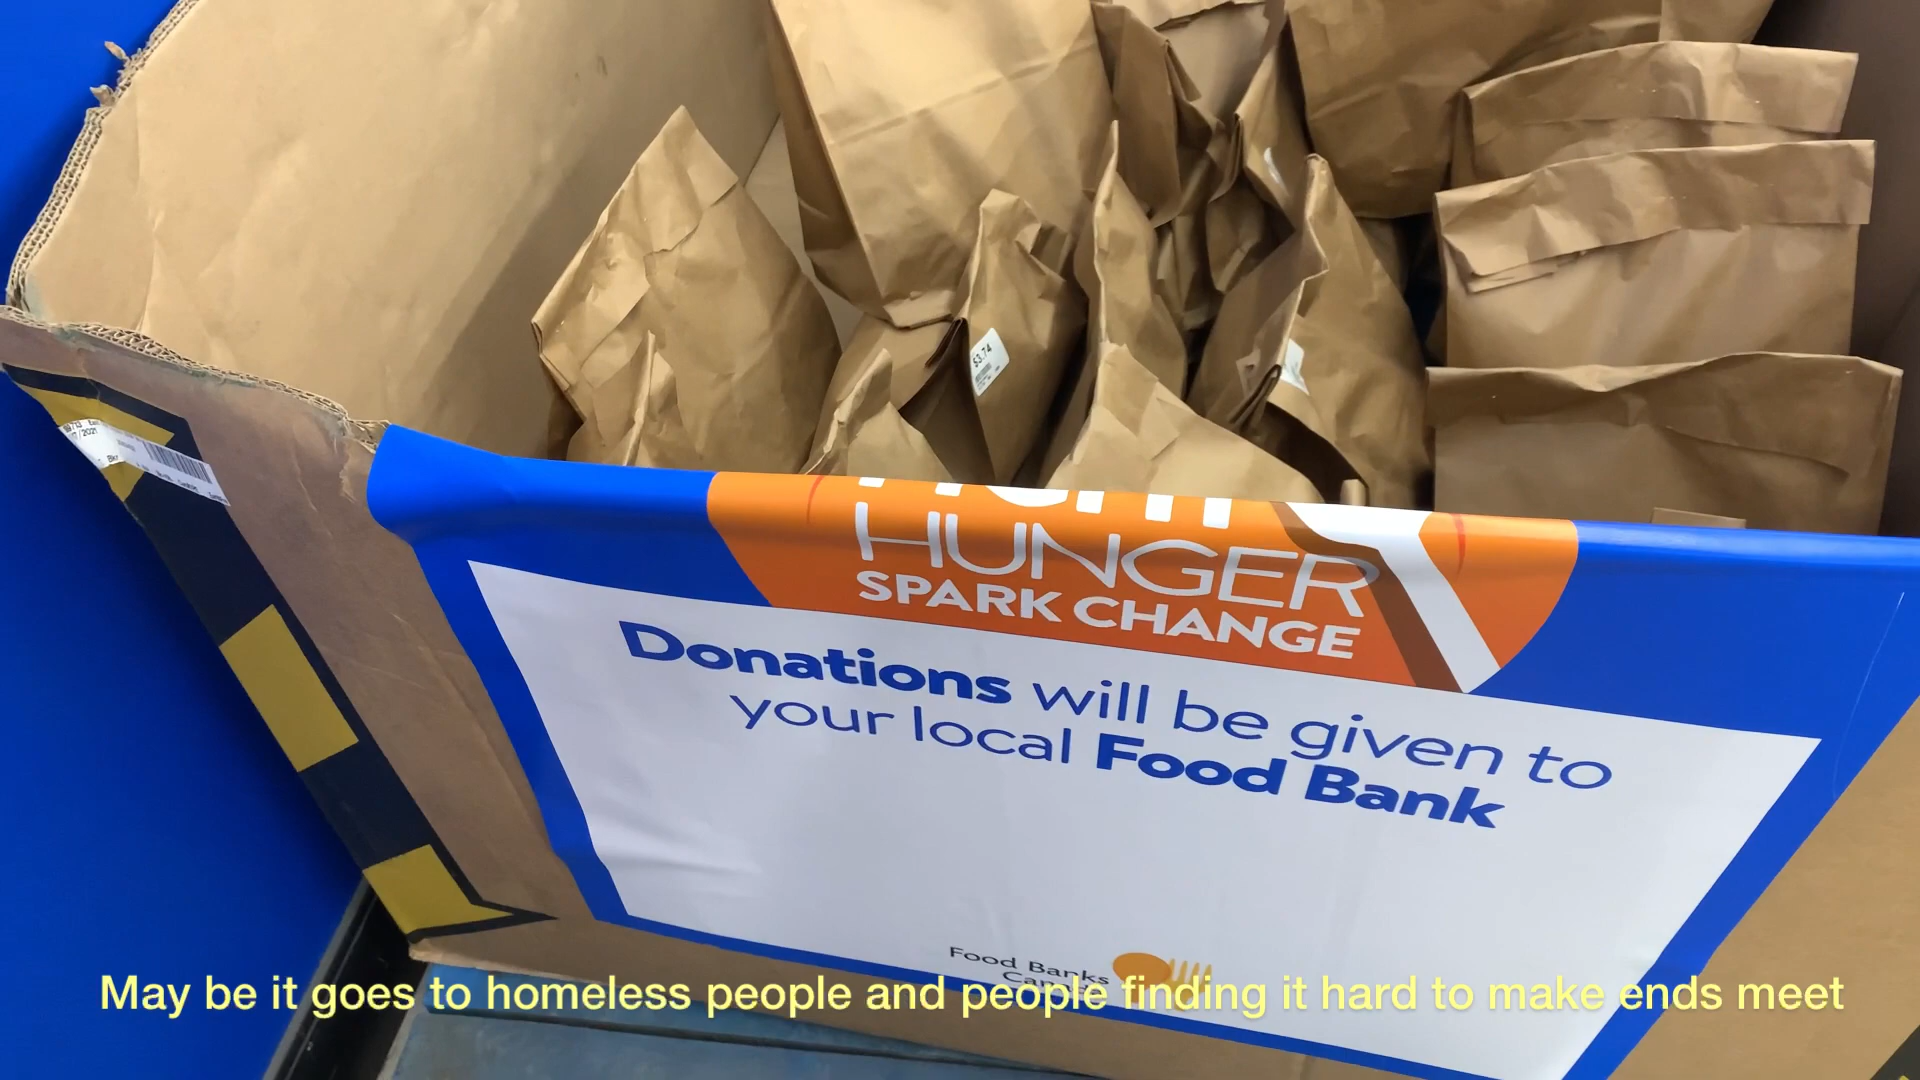 $3.74
HUNGER
SPARK CHANGE
Donations will be given to
your local Food Bank
Food Banks
May be it goes to homeless people and people finding it hard to make ends meet